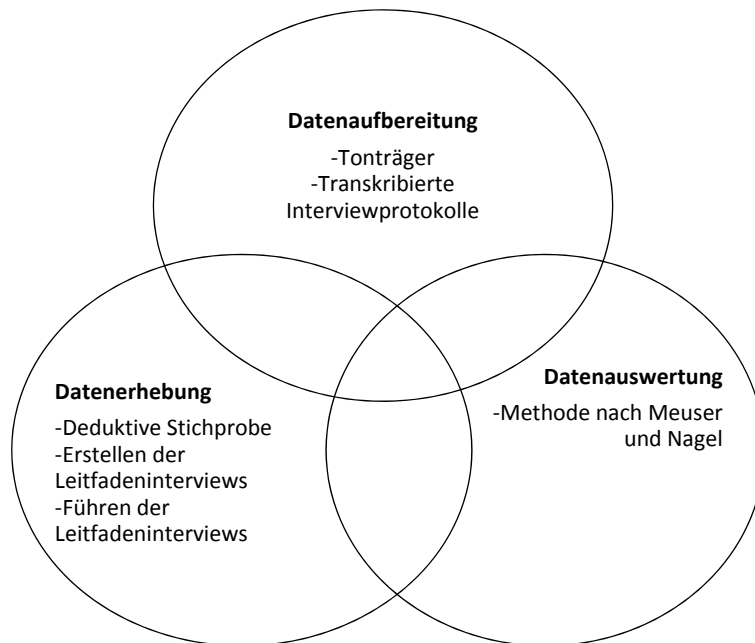 Datenaufbereitung
-Tonträger
-Transkribierte
Interviewprotokolle
Datenerhebung
-Deduktive Stichprobe
-Erstellen der
Leitfadeninterviews
-Führen der
Leitfadeninterviews
Datenauswertung
-Methode nach Meuser
und Nagel